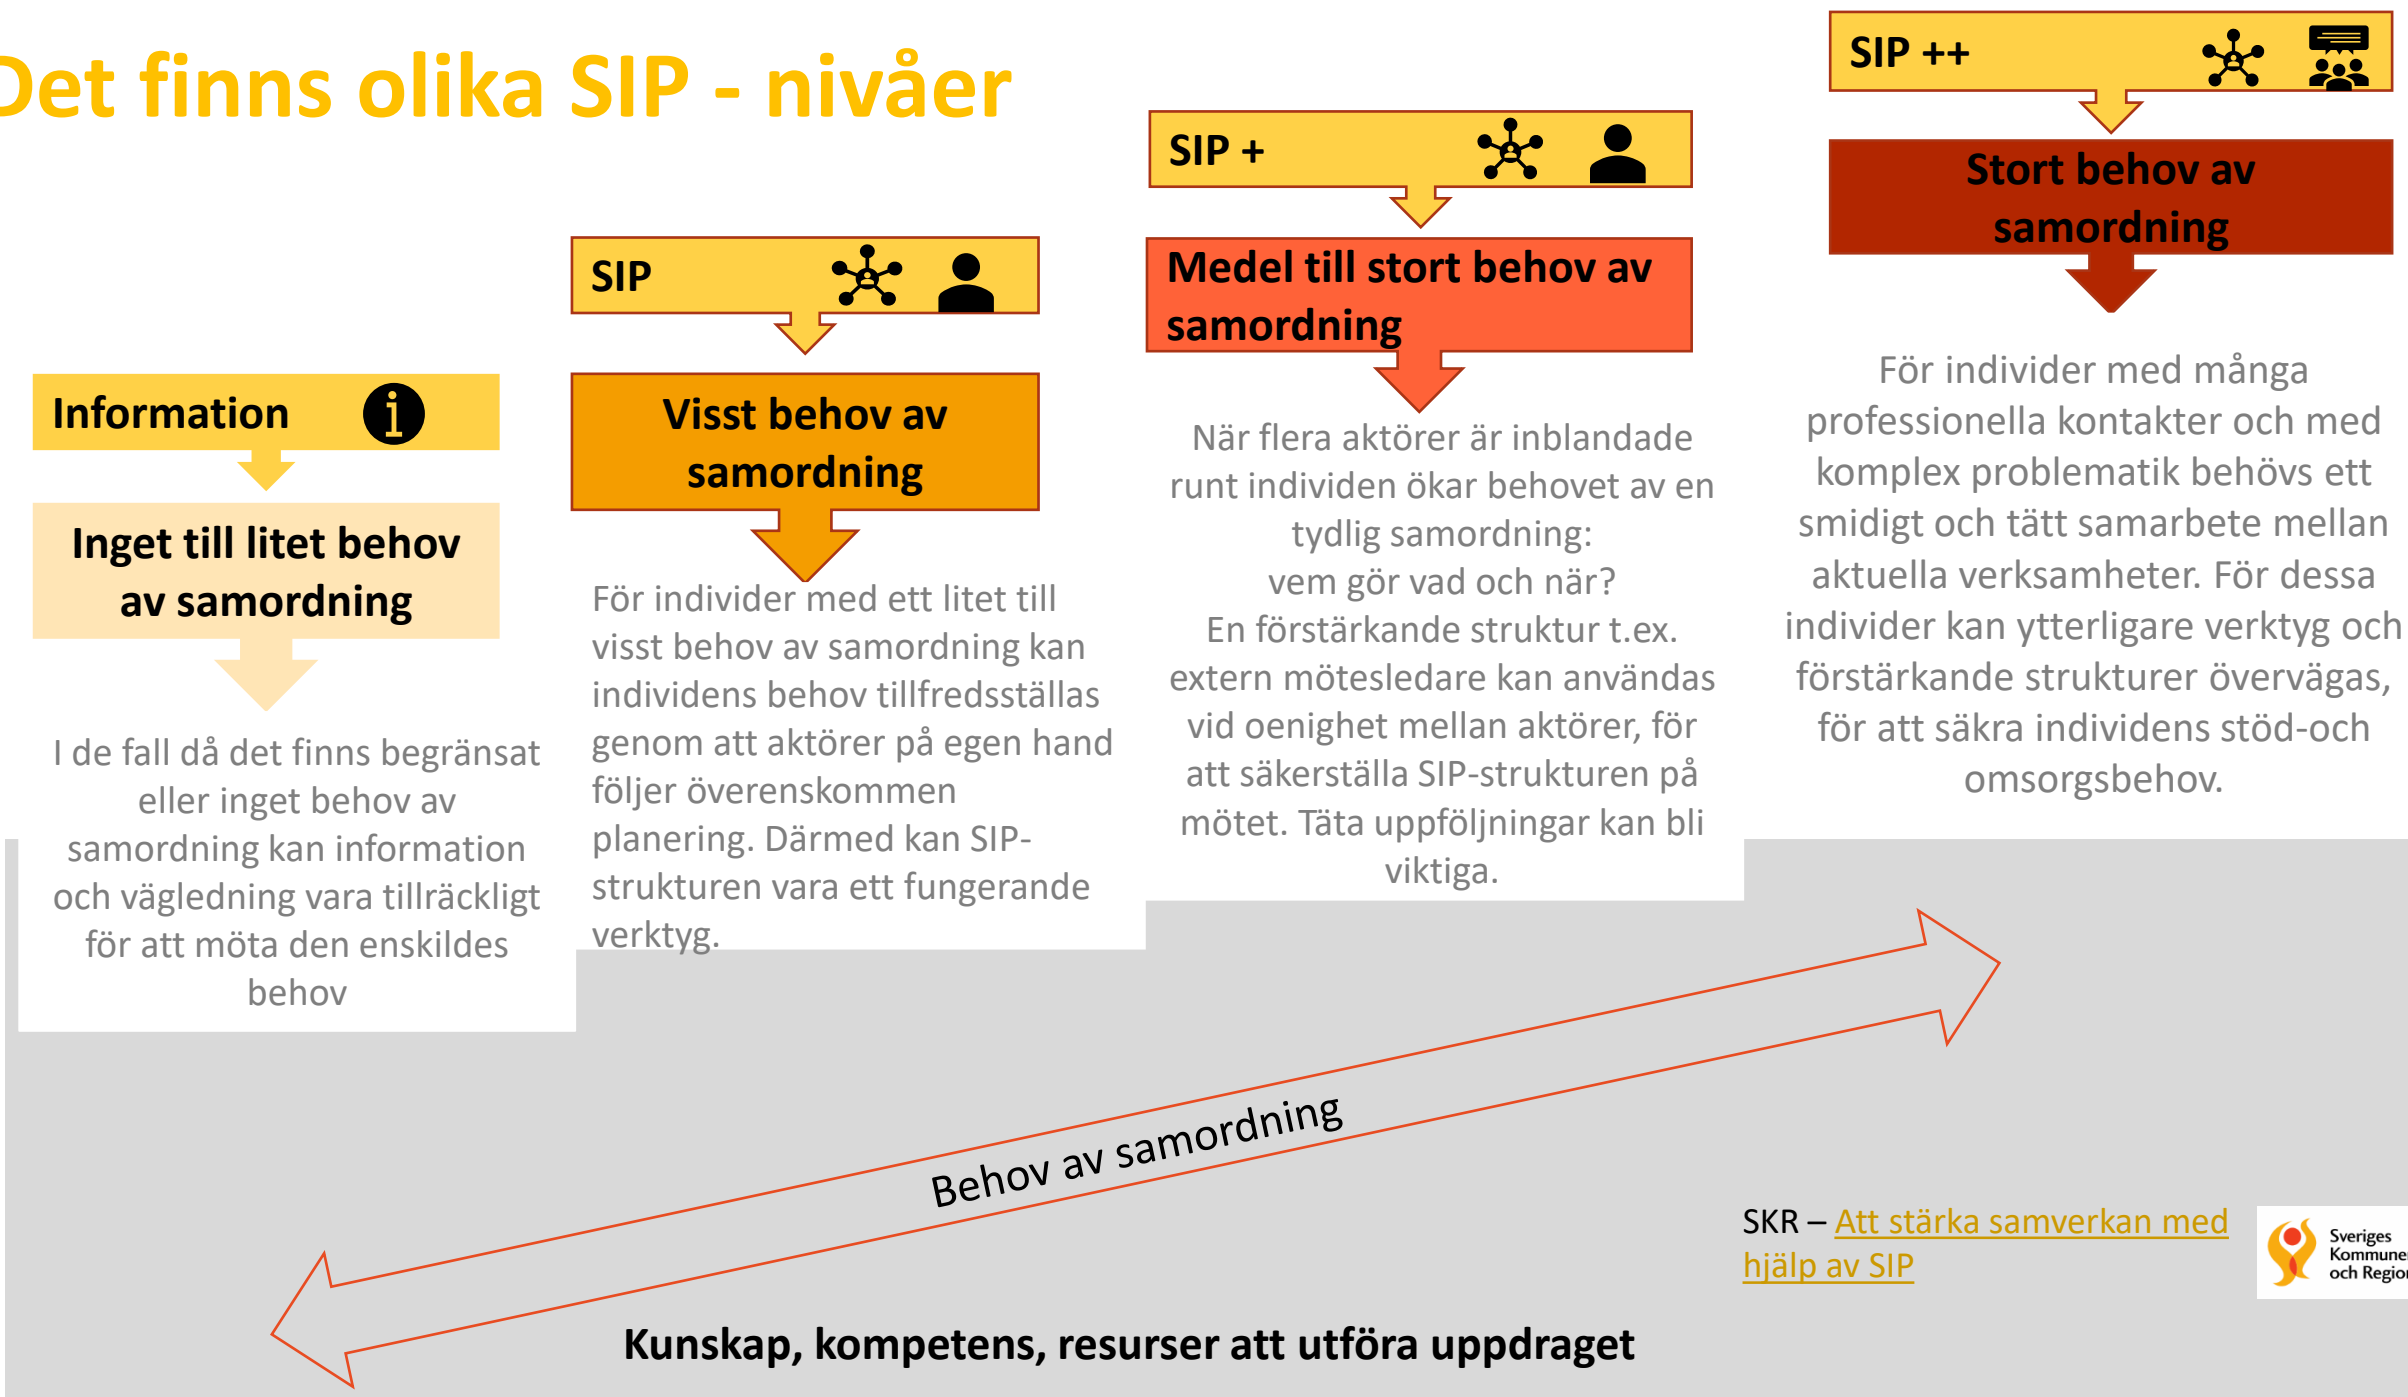 Det finns olika SIP - nivåer
Information
Inget till litet behov
av samordning
I de fall då det finns begränsat
eller inget behov av
samordning kan information
och vägledning vara tillräckligt
för att möta den enskildes
behov
SIP
Visst behov av
samordning
För individer med ett litet till
visst behov av samordning kan
individens behov tillfredsställas
genom att aktörer på egen hand
följer överenskommen
planering. Därmed kan SIP-
strukturen vara ett fungerande
verktyg.
SIP +
Medel till stort behov av
samordning
När flera aktörer är inblandade
runt individen ökar behovet av en
tydlig samordning:
vem gör vad och när?
En förstärkande struktur t.ex.
extern mötesledare kan användas
vid oenighet mellan aktörer, för
att säkerställa SIP-strukturen på
mötet. Täta uppföljningar kan bli
viktiga.
SIP ++
Stort behov av
samordning
För individer med många
professionella kontakter och med
komplex problematik behövs ett
smidigt och tätt samarbete mellan
aktuella verksamheter. För dessa
individer kan ytterligare verktyg och
förstärkande strukturer övervägas,
för att säkra individens stöd-och
omsorgsbehov.
Behov av samordning
SKR – Att stärka samverkan med
hjälp av SIP
Sveriges
Kommuner
och Region
Kunskap, kompetens, resurser att utföra uppdraget